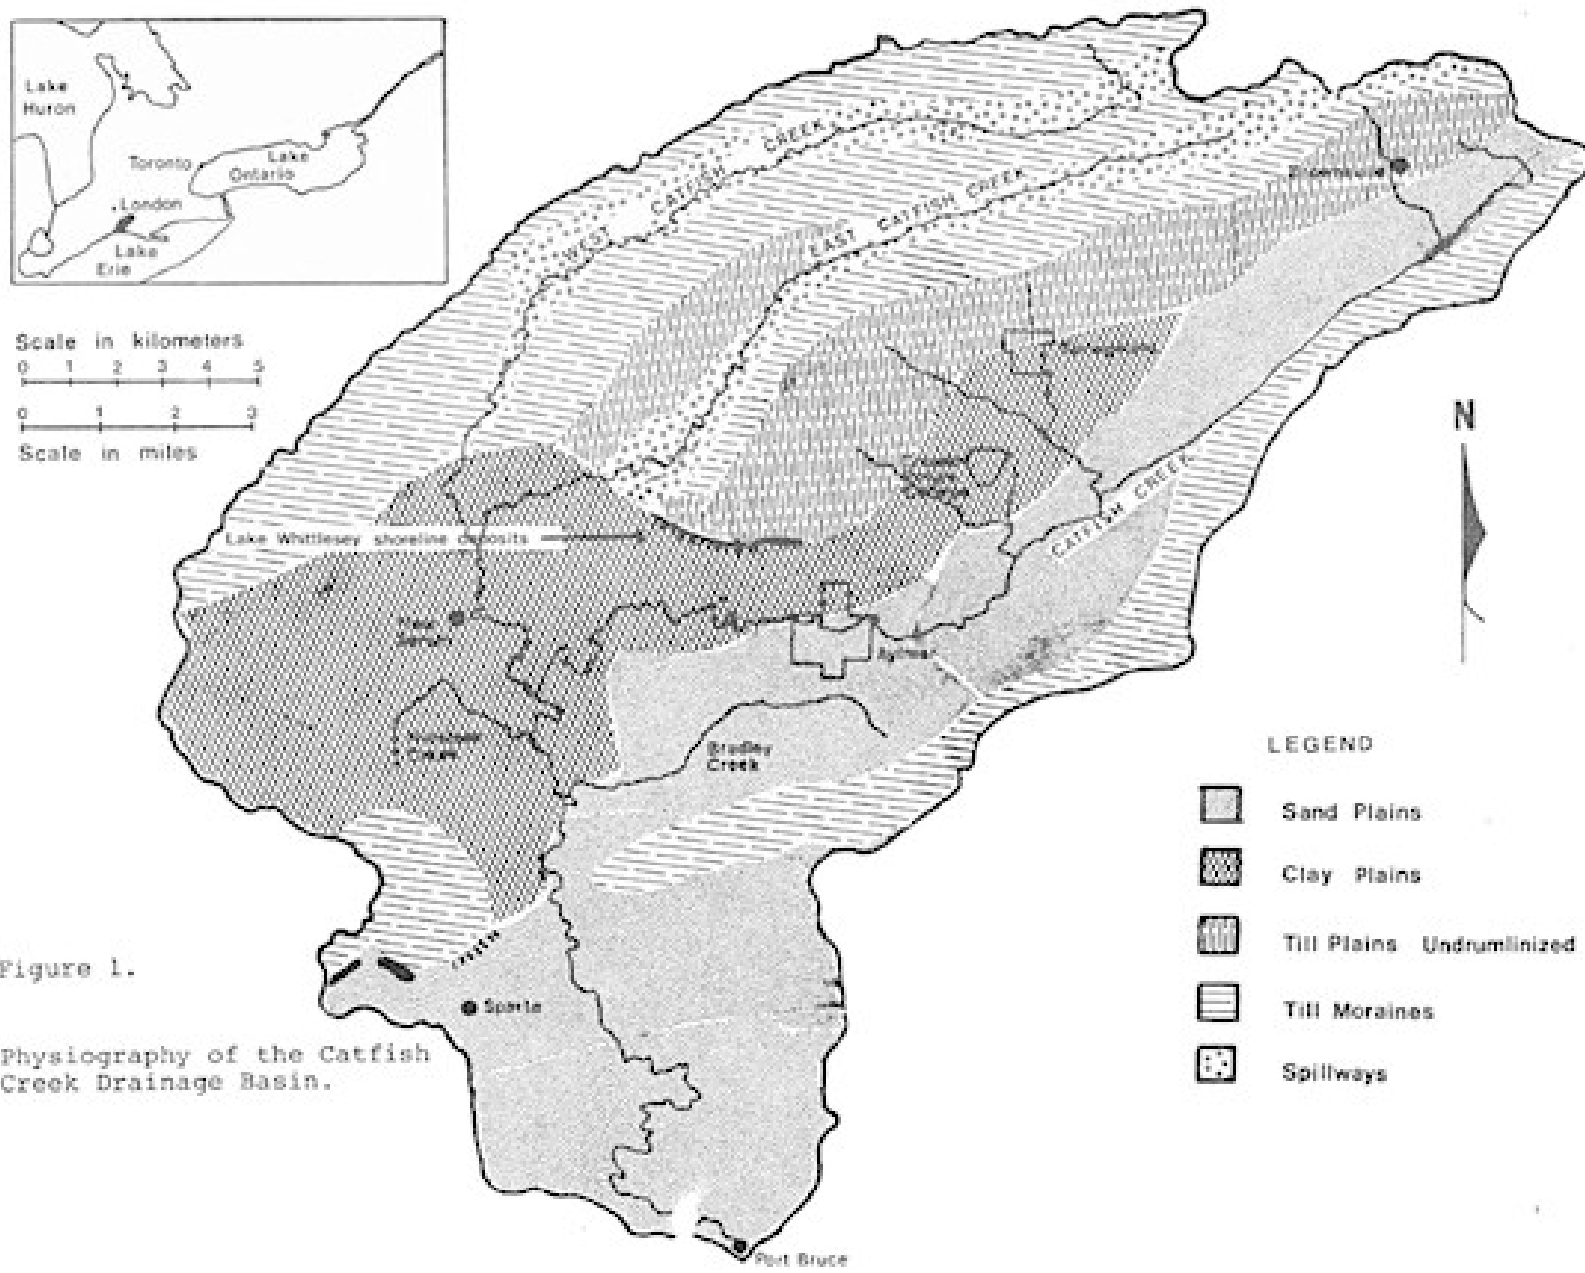 Lake
Huron
Toronto
Lake
Ontario
London
Lake
Erie
Scale in kilometers
0 1 2 3 4 5
0 1 2 3
Scale in miles
WEST CATFISH CREEK
EAST CATFISH CREEK
CATFISH CREEK
Lake Whittlesey shoreline deposits
New
Sarum
Aylmer
Bradley
Creek
N
LEGEND
Sand Plains
Clay Plains
Till Plains Undrumlinized
Till Moraines
Spillways
Sparta
Port Bruce
Figure 1.
Physiography of the Catfish
Creek Drainage Basin.